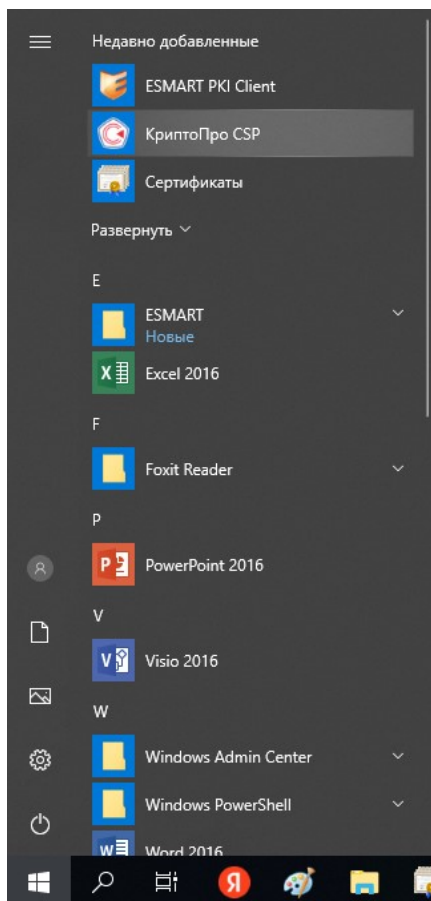 Недавно добавленные
ESMART PKI Client
КриптоПро CSP
Сертификаты
Развернуть
E
ESMART
Новые
Excel 2016
F
Foxit Reader
P
PowerPoint 2016
V
Visio 2016
W
Windows Admin Center
Windows PowerShell
Word 2016